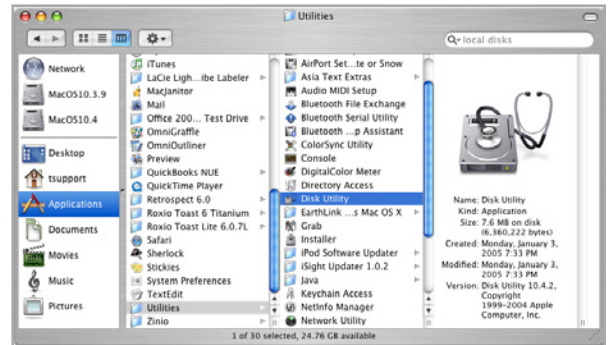 Utilities
local disks
Network
MacOS10.3.9
MacOS10.4
Desktop
tsupport
Applications
Documents
Movies
Music
Pictures
iTunes
LaCie Ligh...ibe Labeler
MacJanitor
Mail
Office 200... Test Drive
OmniGraffle
OmniOutliner
Preview
QuickBooks NUE
QuickTime Player
Retrospect 6.0
Roxio Toast 6 Titanium
Roxio Toast Lite 6.0.7L
Safari
Sherlock
Stickies
System Preferences
TextEdit
Utilities
Zinio
AirPort Set...te or Snow
Asia Text Extras
Audio MIDI Setup
Bluetooth File Exchange
Bluetooth Serial Utility
Bluetooth ...p Assistant
ColorSync Utility
Console
DigitalColor Meter
Directory Access
Disk Utility
EarthLink ...s Mac OS X
Grab
Installer
iPod Software Updater
iSight Updater 1.0.2
Java
Keychain Access
NetInfo Manager
Network Utility
Name: Disk Utility
Kind: Application
Size: 7.6 MB on disk
(6,360,222 bytes)
Created: Monday, January 3,
2005 7:33 PM
Modified: Monday, January 3,
2005 7:33 PM
Version: Disk Utility 10.4.2,
Copyright
1999-2004 Apple
Computer, Inc.
1 of 30 selected, 24.76 GB available